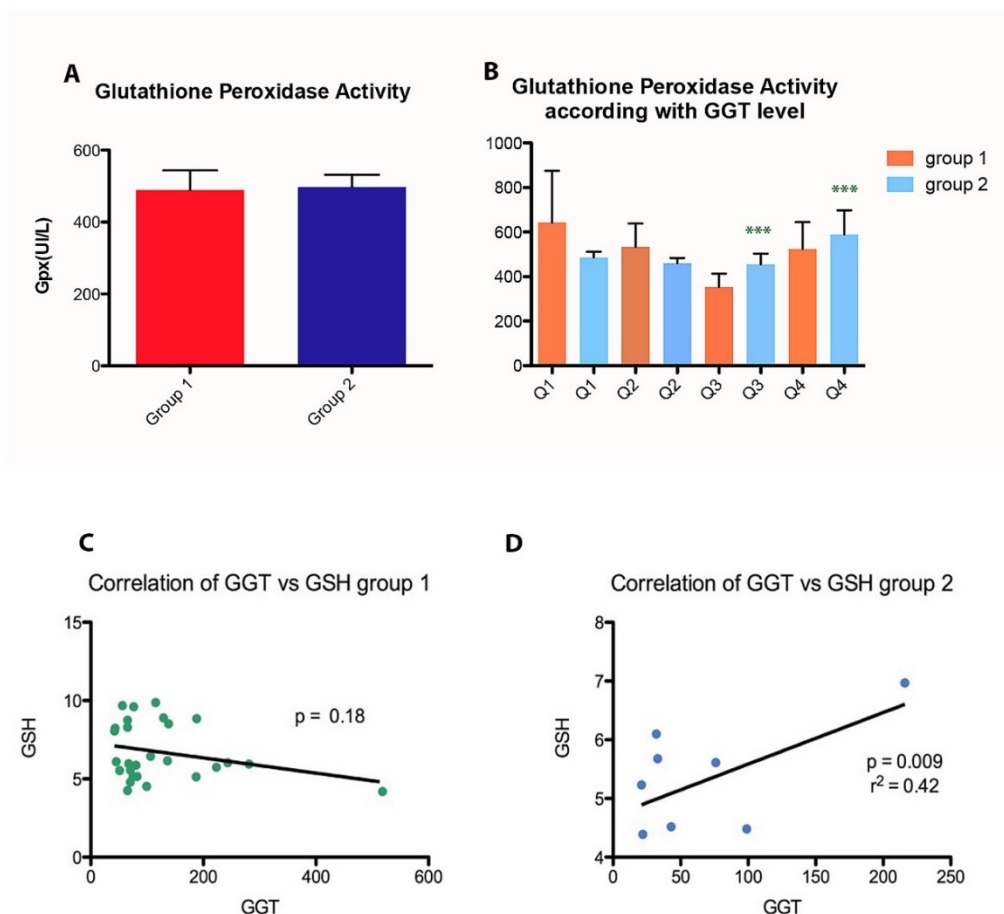 A
Glutathione Peroxidase Activity
600
400
200
0
Gpx(UI/L)
Group 1
Group 2
B
Glutathione Peroxidase Activity
according with GGT level
1000
800
600
400
200
0
***
***
Q1
Q1
Q2
Q2
Q3
Q3
Q4
Q4
group 1
group 2
C
Correlation of GGT vs GSH group 1
15
10
5
0
GSH
p = 0.18
0
200
400
600
GGT
D
Correlation of GGT vs GSH group 2
8
7
6
5
4
GSH
p = 0.009
r² = 0.42
0
50
100
150
200
250
GGT